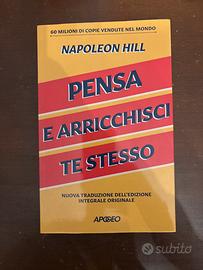 60 MILIONI DI COPIE VENDUTE NEL MONDO
NAPOLEON HILL
PENSA
E ARRICCHISCI
TE STESSO
NUOVA TRADUZIONE DELL'EDIZIONE
INTEGRALE ORIGINALE
APOGEO
subito